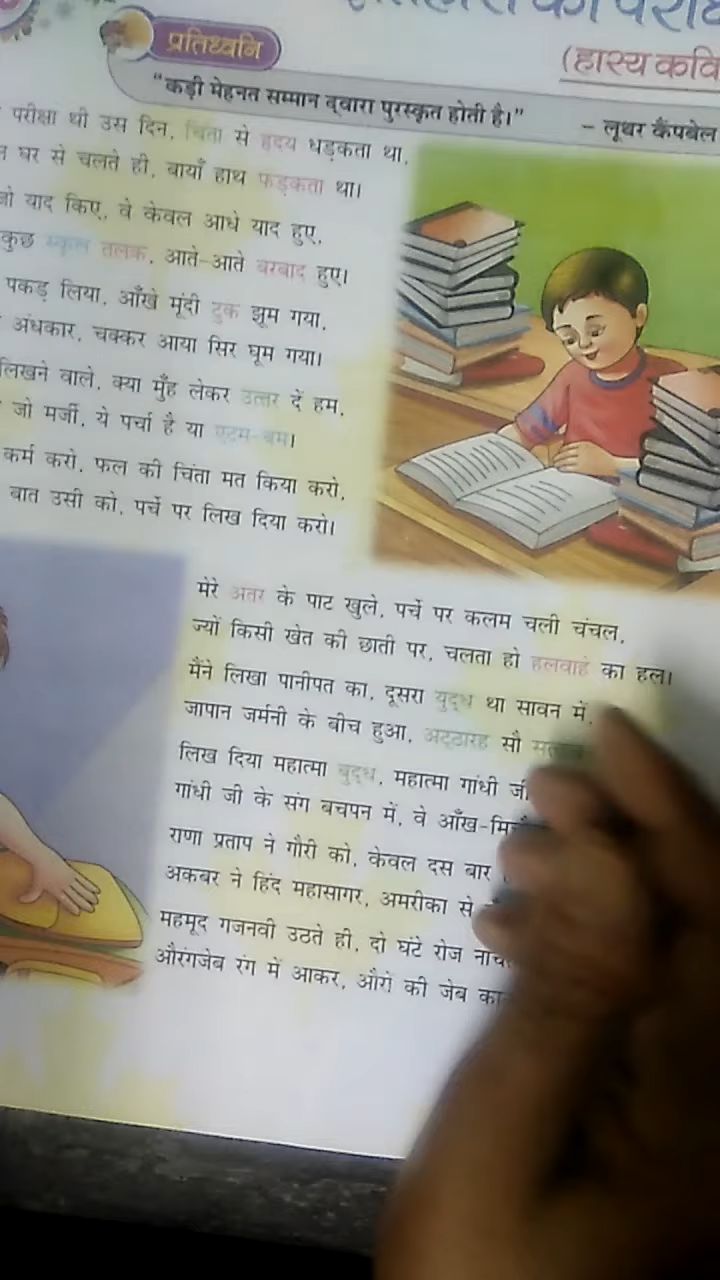 प्रतिध्वनि
(हास्य कवि
"कड़ी मेहनत सम्मान द्वारा पुरस्कृत होती है।"
– लूथर कैंपबेल
परीक्षा थी उस दिन, चिंता से हृदय धड़कता था,
घर से चलते ही, बायाँ हाथ फड़कता था।
याद किए, वे केवल आधे याद हुए,
कुछ स्कूल तलक, आते-आते बरबाद हुए।
पकड़ लिया, आँखे मूंदी टुक झूम गया,
अंधकार, चक्कर आया सिर घूम गया।
लिखने वाले, क्या मुँह लेकर उत्तर दें हम,
जो मर्जी, ये पर्चा है या एटम-बम।
कर्म करो, फल की चिंता मत किया करो,
बात उसी को, पर्चे पर लिख दिया करो।
मेरे अंतर के पाट खुले, पर्चे पर कलम चली चंचल,
ज्यों किसी खेत की छाती पर, चलता हो हलवाहे का हल।
मैंने लिखा पानीपत का, दूसरा युद्ध था सावन में,
जापान जर्मनी के बीच हुआ, अट्ठारह सौ
लिख दिया महात्मा बुद्ध, महात्मा गांधी जी
गांधी जी के संग बचपन में, वे आँख-
राणा प्रताप ने गौरी को, केवल दस बार
अकबर ने हिंद महासागर, अमरीका से
महमूद गजनवी उठते ही, दो घंटे रोज
औरंगजेब रंग में आकर, औरों की जेब